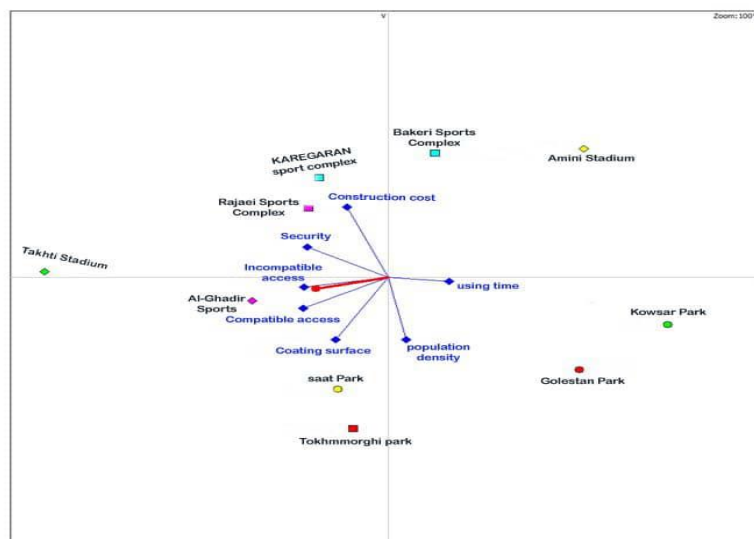 V
Zoom: 100%
Bakeri Sports
Complex
Amini Stadium
KAREGARAN
sport complex
Rajaei Sports
Complex
Construction cost
Security
Takhti Stadium
Incompatible
access
using time
Al-Ghadir
Sports
Compatible access
Kowsar Park
Coating surface
population
density
saat Park
Golestan Park
Tokhmmorghi park